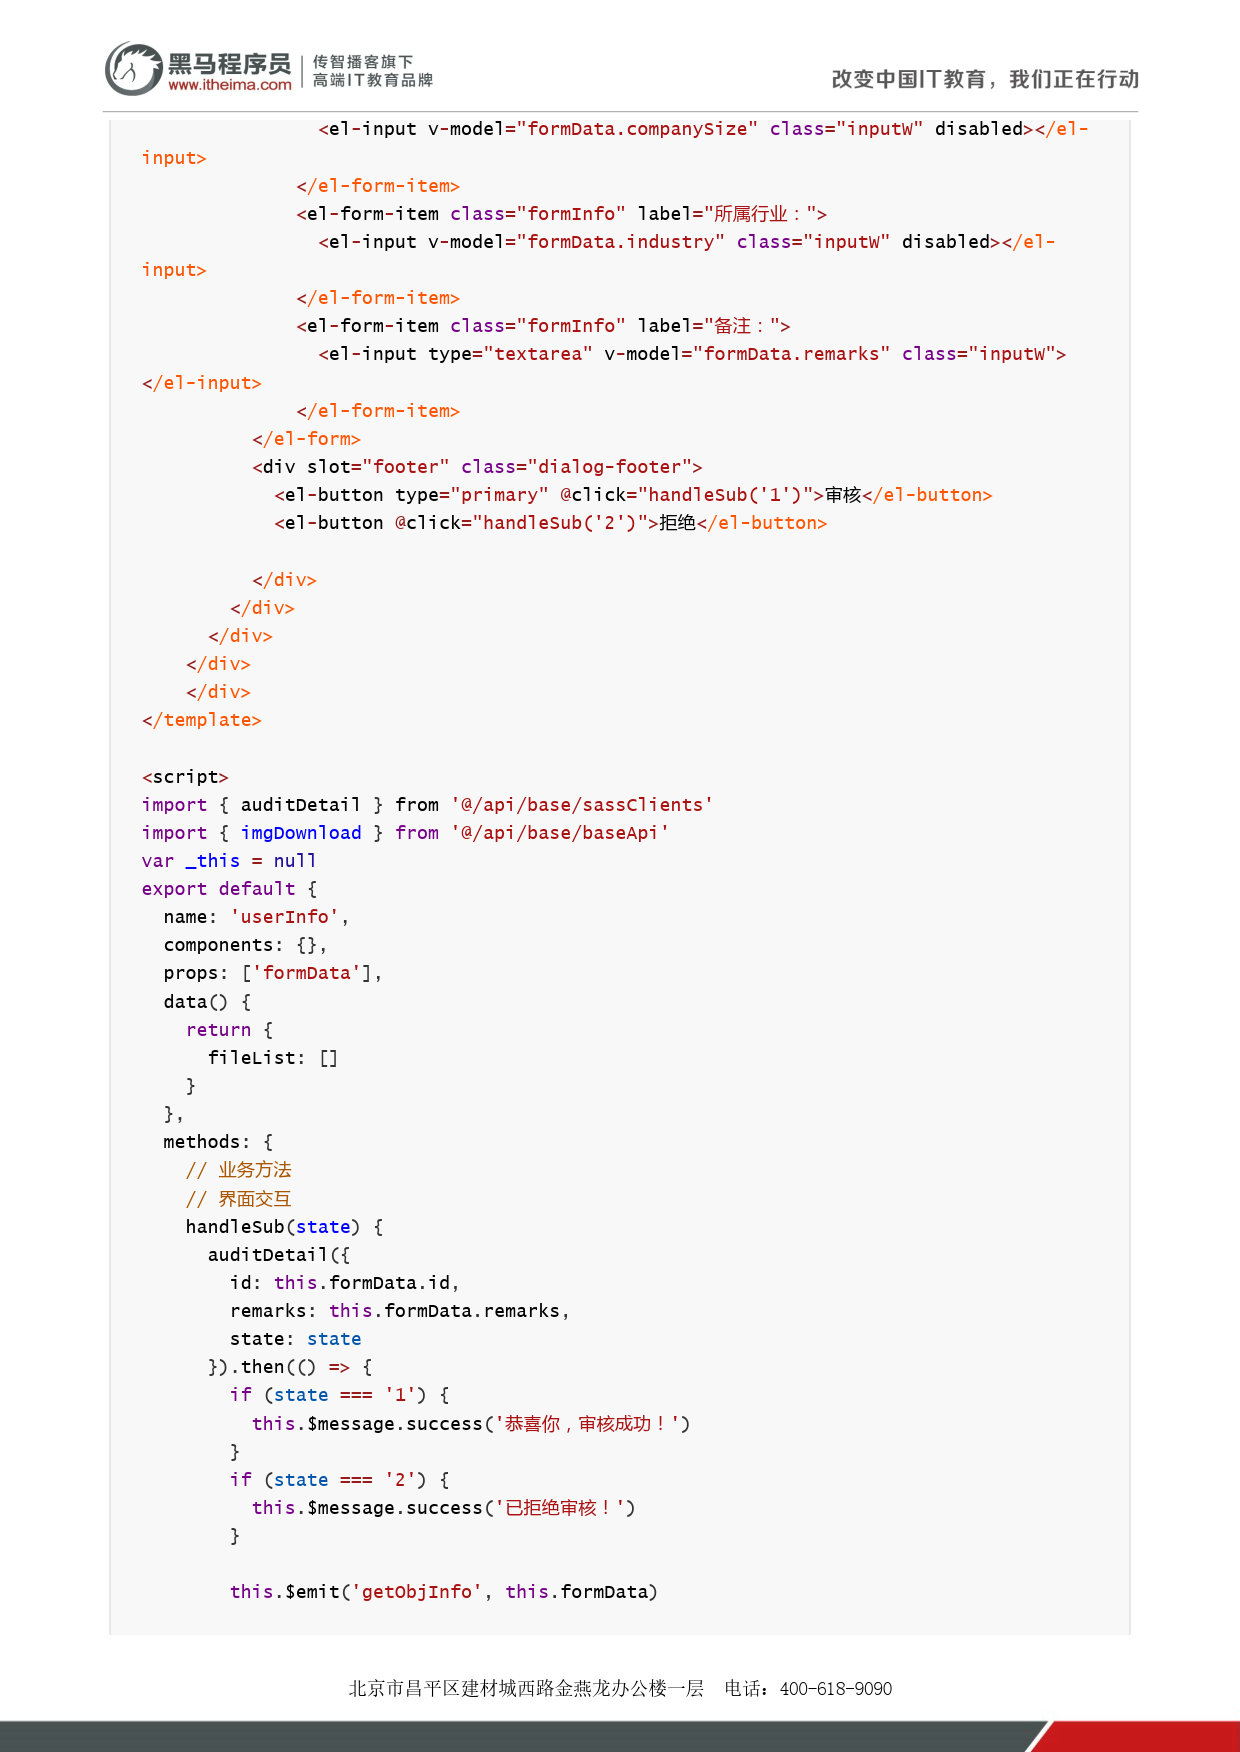 黑马程序员
www.itheima.com
传智播客旗下
高端IT教育品牌
改变中国IT教育，我们正在行动
                <el-input v-model="formData.companySize" class="inputW" disabled></el-
input>
              </el-form-item>
              <el-form-item class="formInfo" label="所属行业：">
                <el-input v-model="formData.industry" class="inputW" disabled></el-
input>
              </el-form-item>
              <el-form-item class="formInfo" label="备注：">
                <el-input type="textarea" v-model="formData.remarks" class="inputW">
</el-input>
              </el-form-item>
          </el-form>
          <div slot="footer" class="dialog-footer">
            <el-button type="primary" @click="handleSub('1')">审核</el-button>
            <el-button @click="handleSub('2')">拒绝</el-button>

          </div>
        </div>
      </div>
    </div>
    </div>
</template>

<script>
import { auditDetail } from '@/api/base/sassClients'
import { imgDownload } from '@/api/base/baseApi'
var _this = null
export default {
  name: 'userInfo',
  components: {},
  props: ['formData'],
  data() {
    return {
      fileList: []
    }
  },
  methods: {
    // 业务方法
    // 界面交互
    handleSub(state) {
      auditDetail({
        id: this.formData.id,
        remarks: this.formData.remarks,
        state: state
      }).then(() => {
        if (state === '1') {
          this.$message.success('恭喜你，审核成功！')
        }
        if (state === '2') {
          this.$message.success('已拒绝审核！')
        }

        this.$emit('getObjInfo', this.formData)
北京市昌平区建材城西路金燕龙办公楼一层  电话：400-618-9090